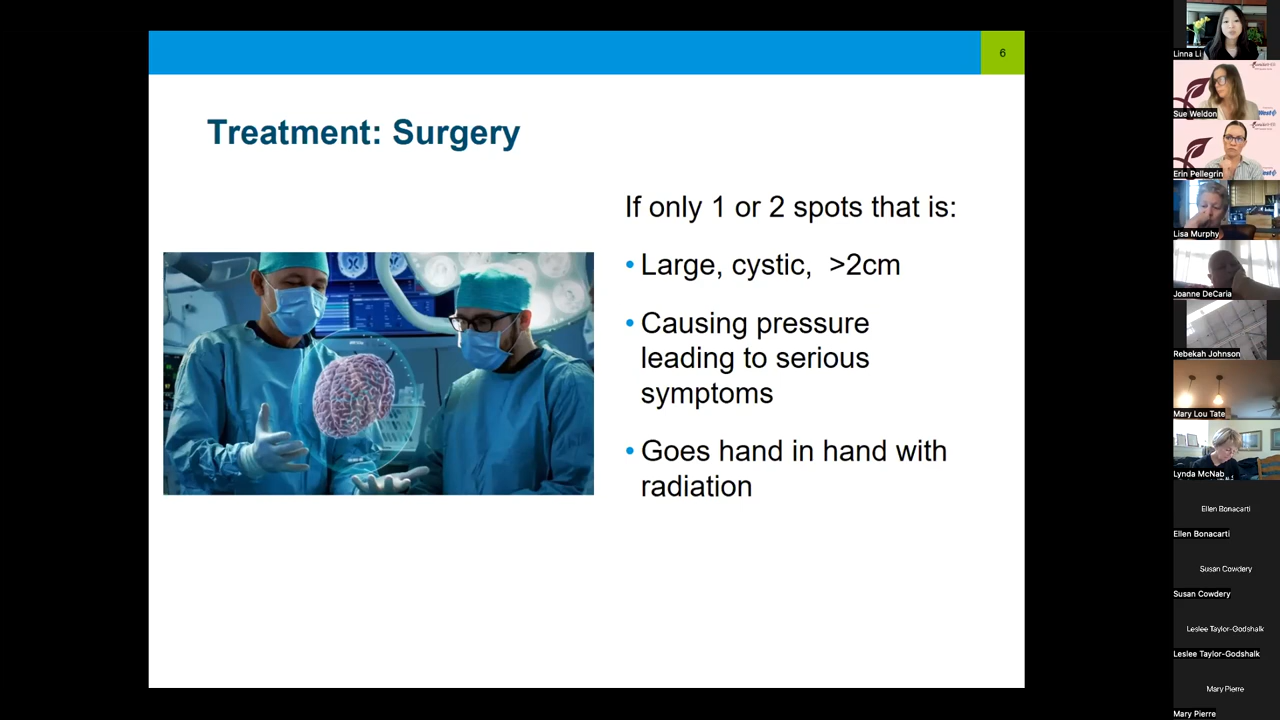 6
Treatment: Surgery
If only 1 or 2 spots that is:
• Large, cystic,  >2cm
• Causing pressure
leading to serious
symptoms
• Goes hand in hand with
radiation
Linna Li
Sue Weldon
Erin Pellegrin
Lisa Murphy
Joanne DeCaria
Rebekah Johnson
Mary Lou Tate
Lynda McNab
Ellen Bonacarti
Ellen Bonacarti
Susan Cowdery
Susan Cowdery
Leslee Taylor-Godshalk
Leslee Taylor-Godshalk
Mary Pierre
Mary Pierre